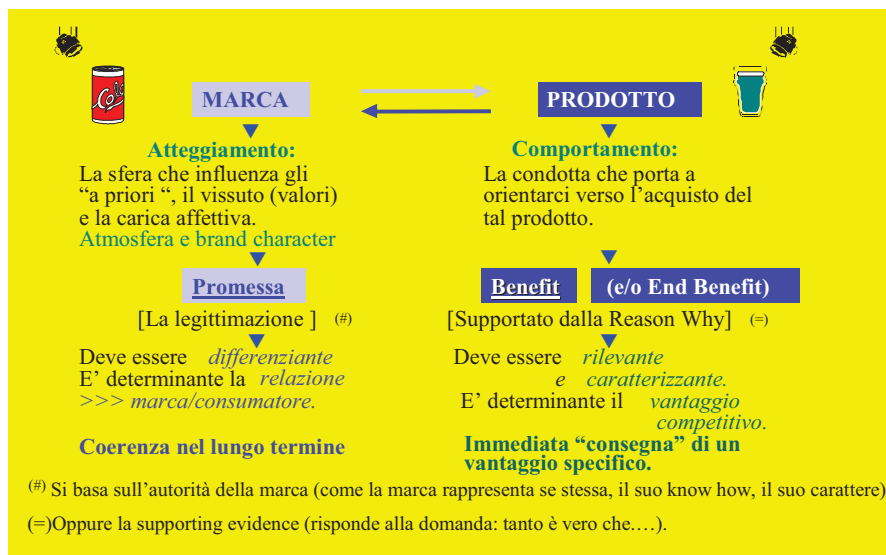 Cola
MARCA
Atteggiamento:
La sfera che influenza gli
“a priori “, il vissuto (valori)
e la carica affettiva.
Atmosfera e brand character
Promessa
[La legittimazione ] (#)
Deve essere differenziante
E’ determinante la relazione
>>> marca/consumatore.
Coerenza nel lungo termine
PRODOTTO
Comportamento:
La condotta che porta a
orientarci verso l’acquisto del
tal prodotto.
Benefit (e/o End Benefit)
[Supportato dalla Reason Why] (=)
Deve essere rilevante
e caratterizzante.
E’ determinante il vantaggio
competitivo.
Immediata “consegna” di un
vantaggio specifico.
(#) Si basa sull’autorità della marca (come la marca rappresenta se stessa, il suo know how, il suo carattere)
(=)Oppure la supporting evidence (risponde alla domanda: tanto è vero che….).